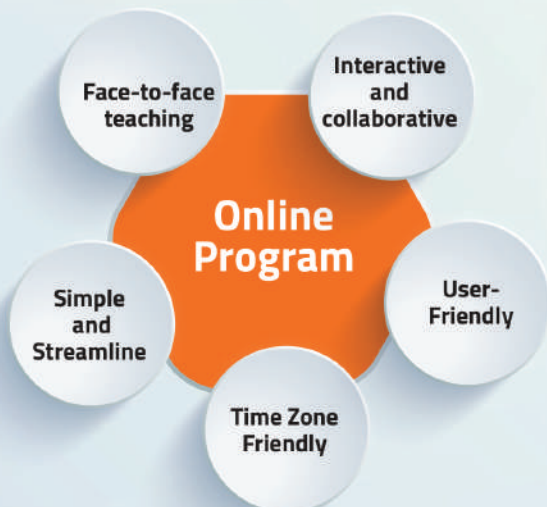 Face-to-face
teaching
Interactive
and
collaborative
Online
Program
User-
Friendly
Simple
and
Streamline
Time Zone
Friendly